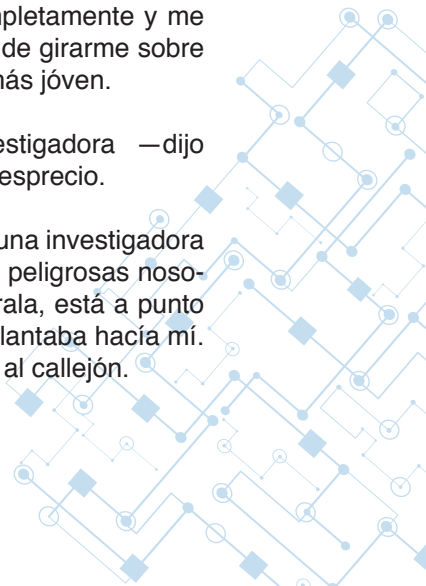 mpletamente y me
de girarme sobre
más jóven.
estigadora —dijo
esprecio.
una investigadora
peligrosas noso-
rala, está a punto
lantaba hacía mí.
al callejón.